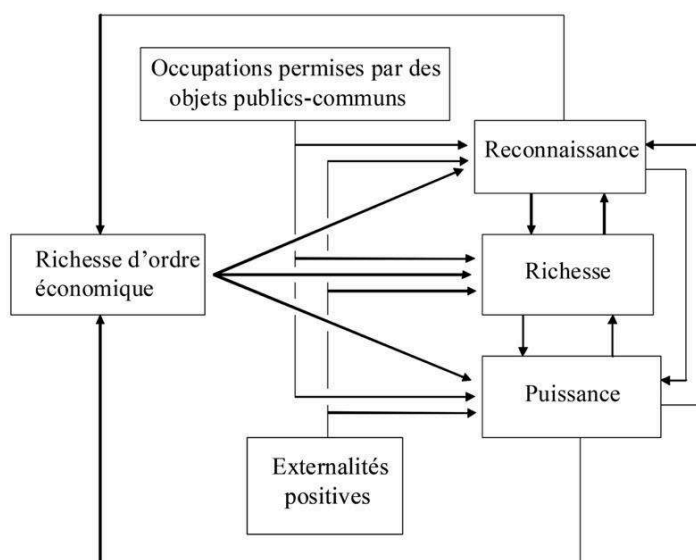 Occupations permises par des
objets publics-communs
Reconnaissance
Richesse d’ordre
économique
Richesse
Puissance
Externalités
positives